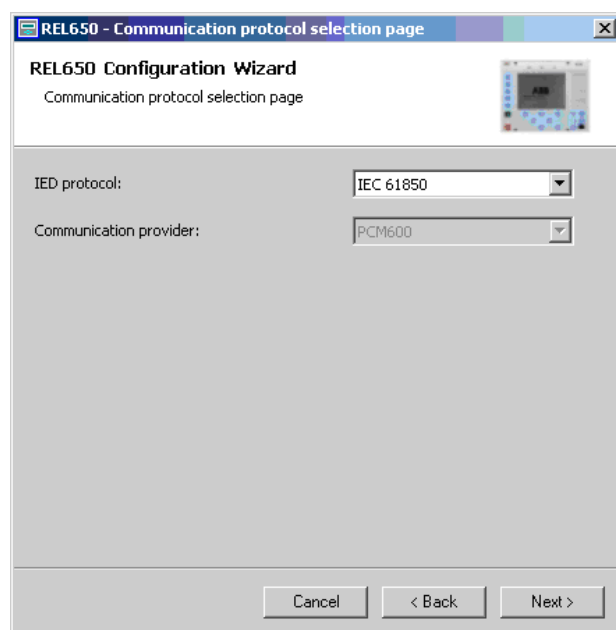 REL650 - Communication protocol selection page
REL650 Configuration Wizard
Communication protocol selection page
ABB
IED protocol:
IEC 61850
Communication provider:
PCM600
Cancel
< Back
Next >